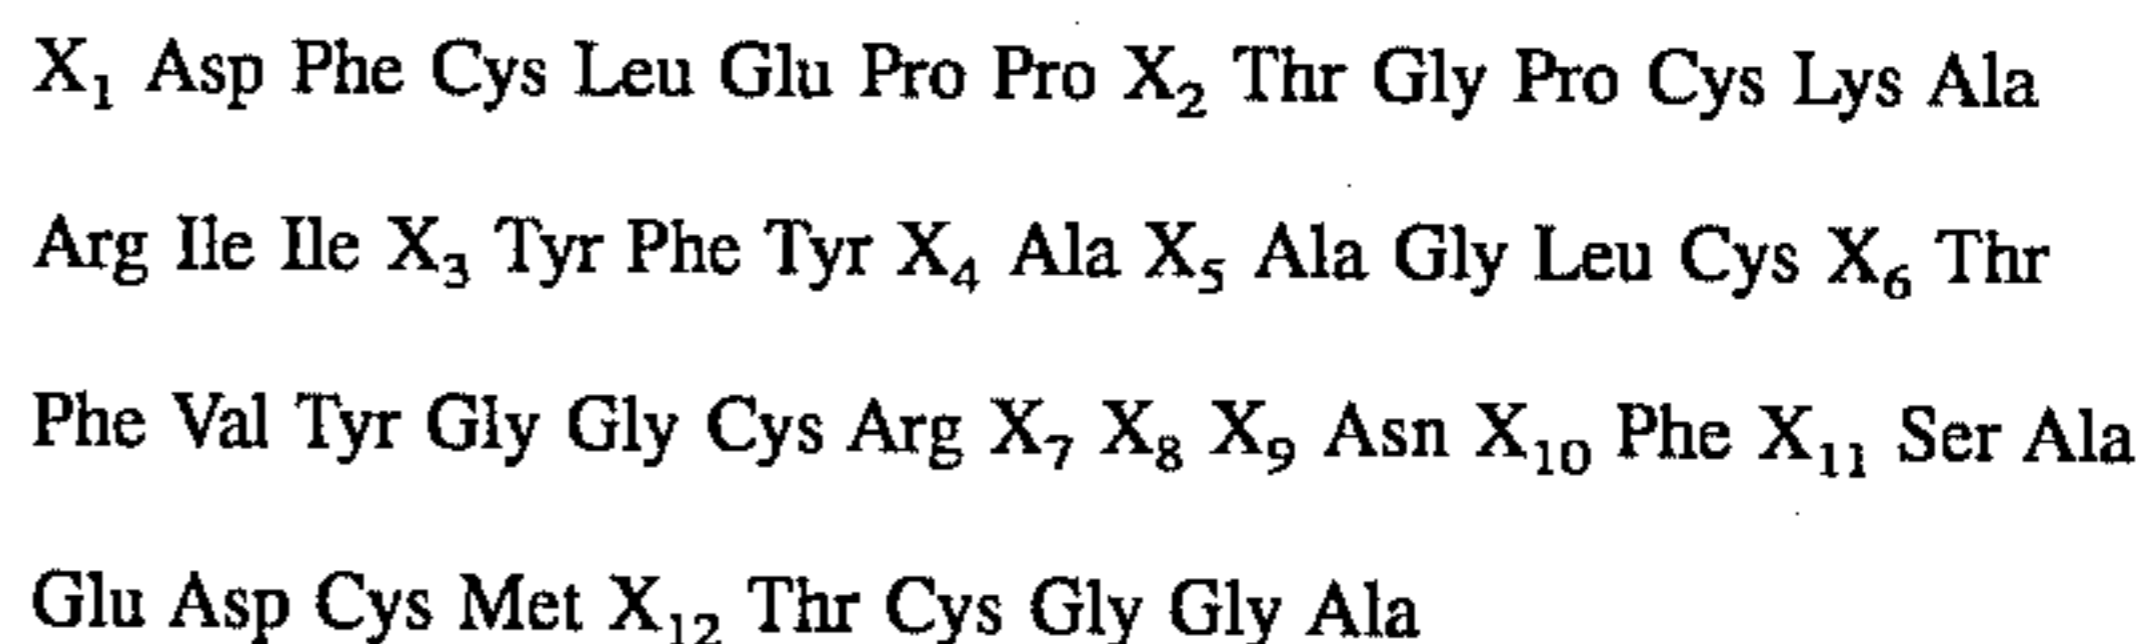 X₁ Asp Phe Cys Leu Glu Pro Pro X₂ Thr Gly Pro Cys Lys Ala
Arg Ile Ile X₃ Tyr Phe Tyr X₄ Ala X₅ Ala Gly Leu Cys X₆ Thr
Phe Val Tyr Gly Gly Cys Arg X₇ X₈ X₉ Asn X₁₀ Phe X₁₁ Ser Ala
Glu Asp Cys Met X₁₂ Thr Cys Gly Gly Ala